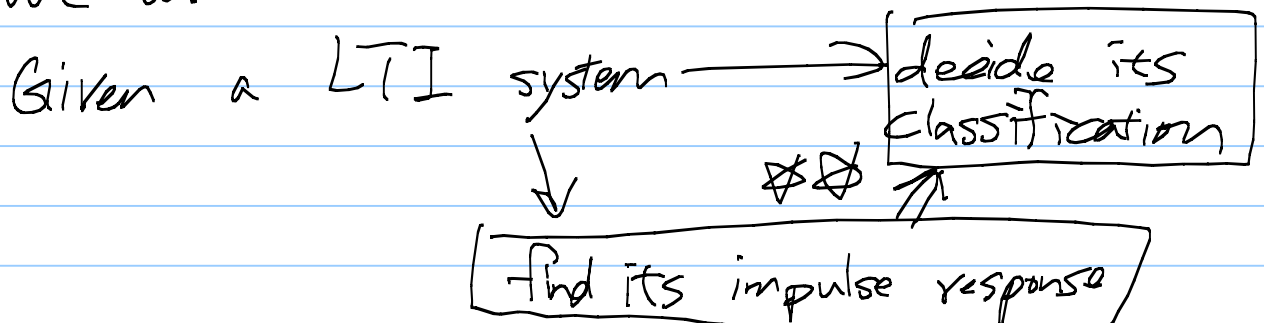 Given a LTI system
decide its
classification
find its impulse response